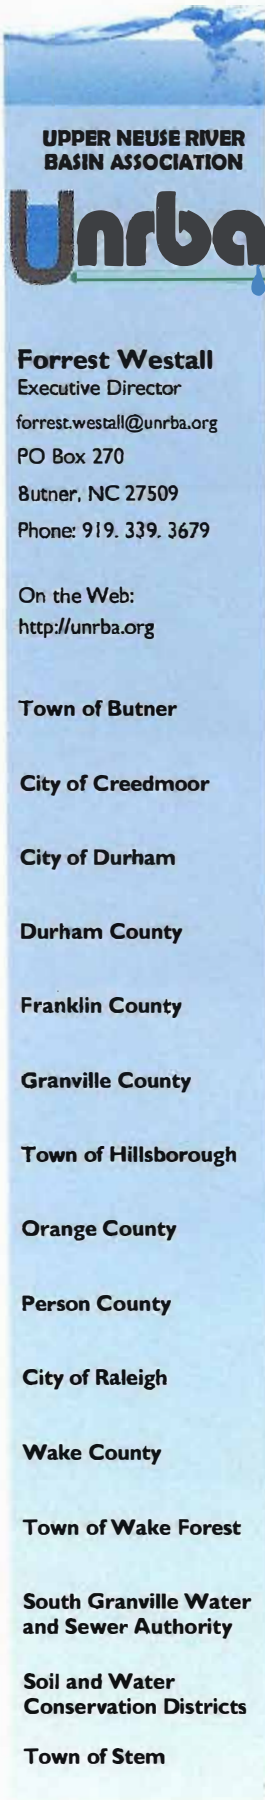 UPPER NEUSE RIVER
BASIN ASSOCIATION
Unrba
Forrest Westall
Executive Director
forrest.westall@unrba.org
PO Box 270
Butner, NC 27509
Phone: 919. 339. 3679
On the Web:
http://unrba.org
Town of Butner
City of Creedmoor
City of Durham
Durham County
Franklin County
Granville County
Town of Hillsborough
Orange County
Person County
City of Raleigh
Wake County
Town of Wake Forest
South Granville Water
and Sewer Authority
Soil and Water
Conservation Districts
Town of Stem